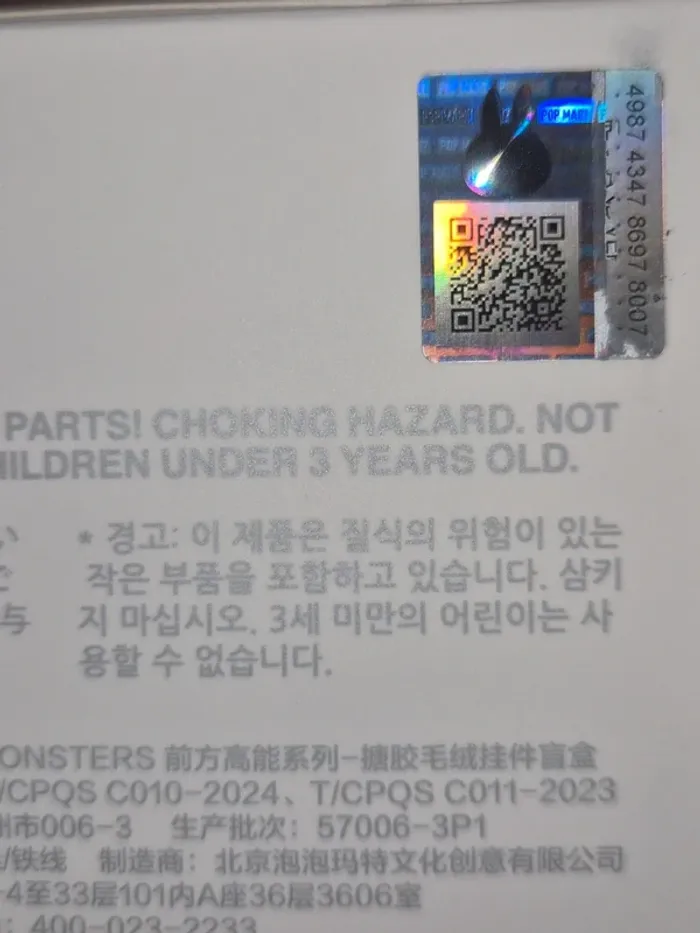 POP MART
4987 4347 8697 8007
PARTS! CHOKING HAZARD. NOT
HILDREN UNDER 3 YEARS OLD.
* 경고: 이 제품은 질식의 위험이 있는
작은 부품을 포함하고 있습니다. 삼키
与 지 마십시오. 3세 미만의 어린이는 사
용할 수 없습니다.
ONSTERS 前方高能系列-搪胶毛绒挂件盲盒
/CPQS C010-2024、T/CPQS C011-2023
州市006-3 生产批次: 57006-3P1
/铁线 制造商: 北京泡泡玛特文化创意有限公司
-4至33层101内A座36层3606室
: 400-023-2233